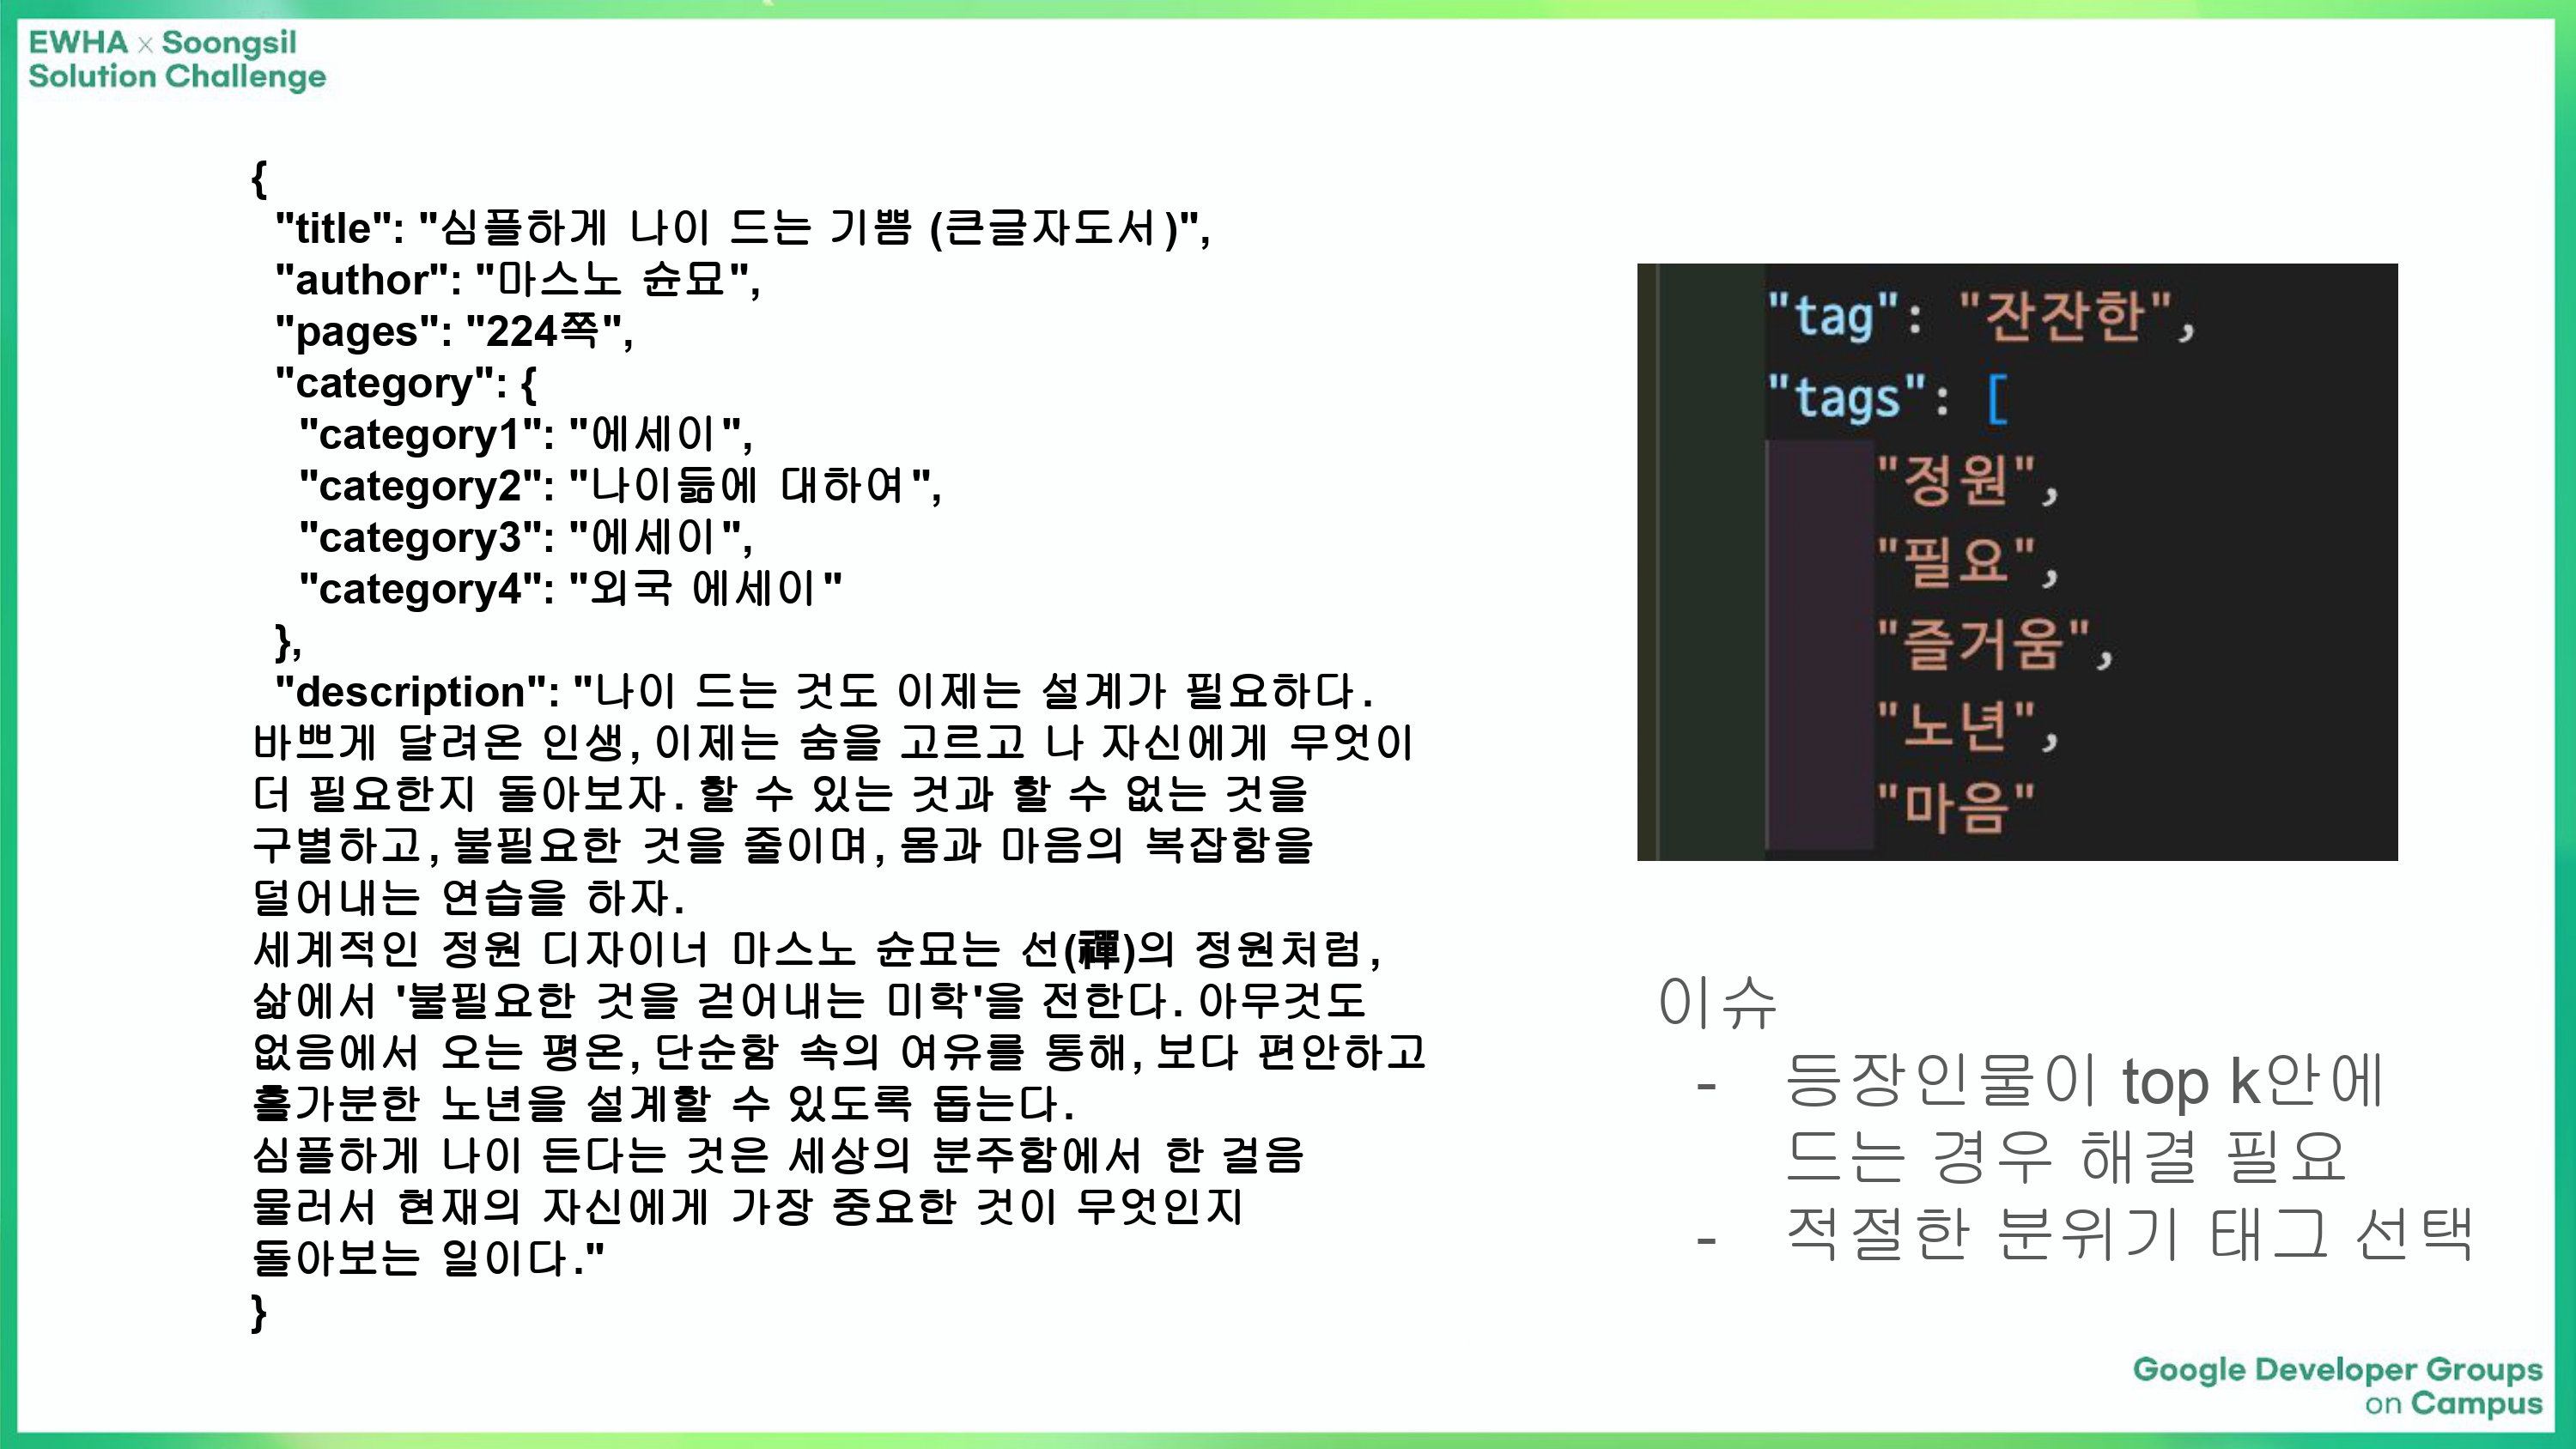 EWHA × Soongsil
Solution Challenge
{
"title": "심플하게 나이 드는 기쁨 (큰글자도서)",
"author": "마스노 슌묘",
"pages": "224쪽",
"category": {
"category1": "에세이",
"category2": "나이듦에 대하여",
"category3": "에세이",
"category4": "외국 에세이"
},
"description": "나이 드는 것도 이제는 설계가 필요하다.
바쁘게 달려온 인생, 이제는 숨을 고르고 나 자신에게 무엇이
더 필요한지 돌아보자. 할 수 있는 것과 할 수 없는 것을
구별하고, 불필요한 것을 줄이며, 몸과 마음의 복잡함을
덜어내는 연습을 하자.
세계적인 정원 디자이너 마스노 슌묘는 선(禪)의 정원처럼,
삶에서 '불필요한 것을 걷어내는 미학'을 전한다. 아무것도
없음에서 오는 평온, 단순함 속의 여유를 통해, 보다 편안하고
홀가분한 노년을 설계할 수 있도록 돕는다.
심플하게 나이 든다는 것은 세상의 분주함에서 한 걸음
물러서 현재의 자신에게 가장 중요한 것이 무엇인지
돌아보는 일이다."
}
"tag": "잔잔한",
"tags": [
"정원",
"필요",
"즐거움",
"노년",
"마음"
이슈
- 등장인물이 top k안에
드는 경우 해결 필요
- 적절한 분위기 태그 선택
Google Developer Groups
on Campus